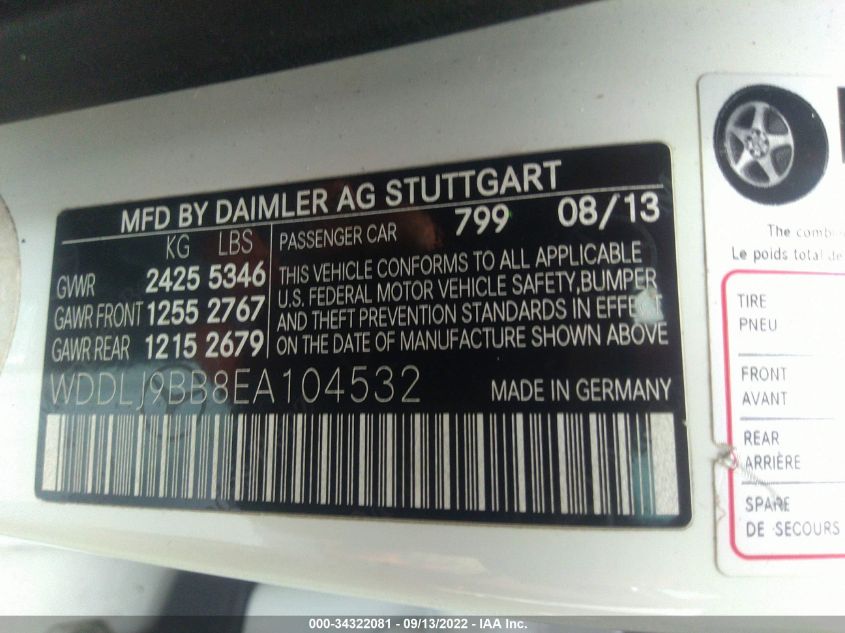 MFD BY DAIMLER AG STUTTGART
KG LBS PASSENGER CAR 799 08/13
GVWR 2425 5346
GAWR FRONT 1252 2767
GAWR REAR 1215 2679
THIS VEHICLE CONFORMS TO ALL APPLICABLE
U.S. FEDERAL MOTOR VEHICLE SAFETY, BUMPER
AND THEFT PREVENTION STANDARDS IN EFFECT
ON THE DATE OF MANUFACTURE SHOWN ABOVE
WDDLJ9BB8EA104532 MADE IN GERMANY
The
Le poids total de
TIRE
PNEU
FRONT
AVANT
REAR
ARRIÈRE
SPARE
DE SECOURS
000-34322081 - 09/13/2022 - IAA Inc.